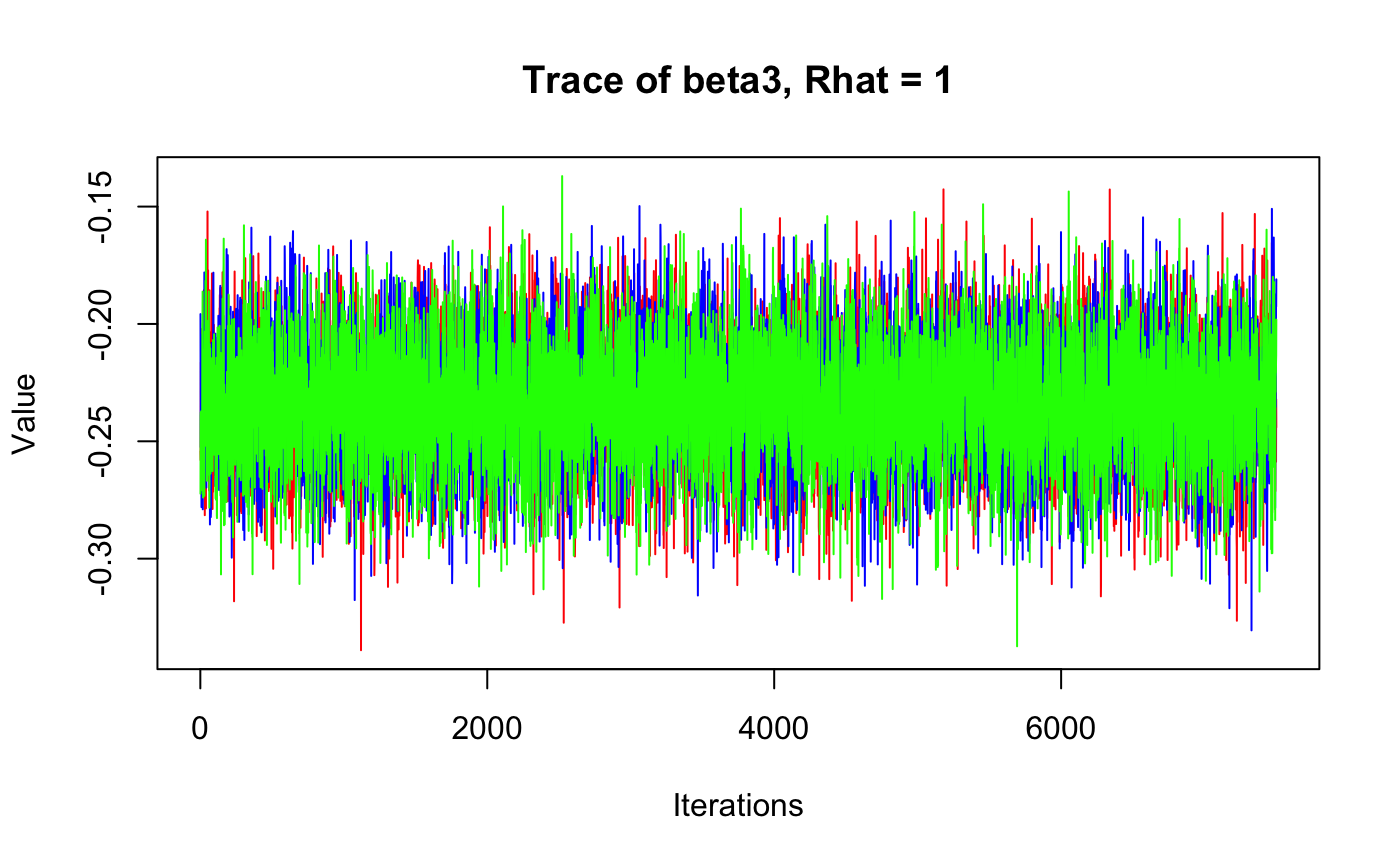 Trace of beta3, Rhat = 1
Value
-0.15
-0.20
-0.25
-0.30
0 2000 4000 6000
Iterations